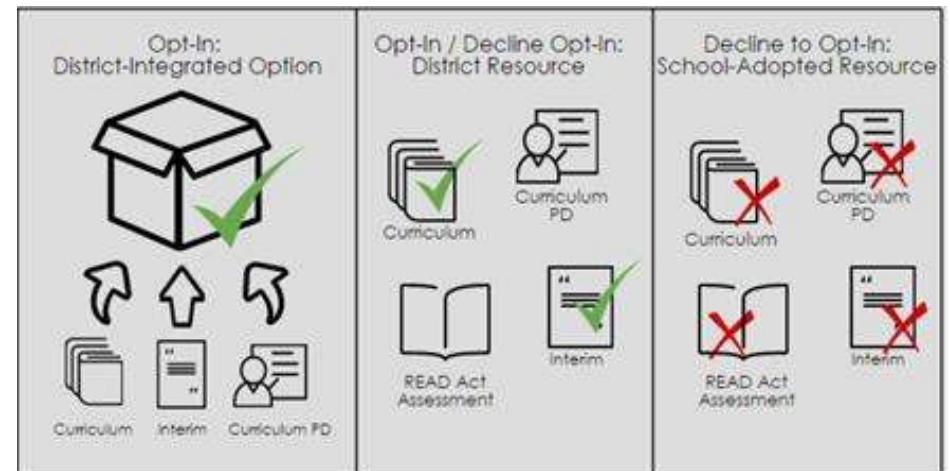 Opt-In:
District-Integrated Option
Curriculum
Interim
Curriculum PD
Opt-In / Decline Opt-In:
District Resource
Curriculum
Curriculum
PD
READ Act
Assessment
Interim
Decline to Opt-In:
School-Adopted Resource
Curriculum
Curriculum
PD
READ Act
Assessment
Interim